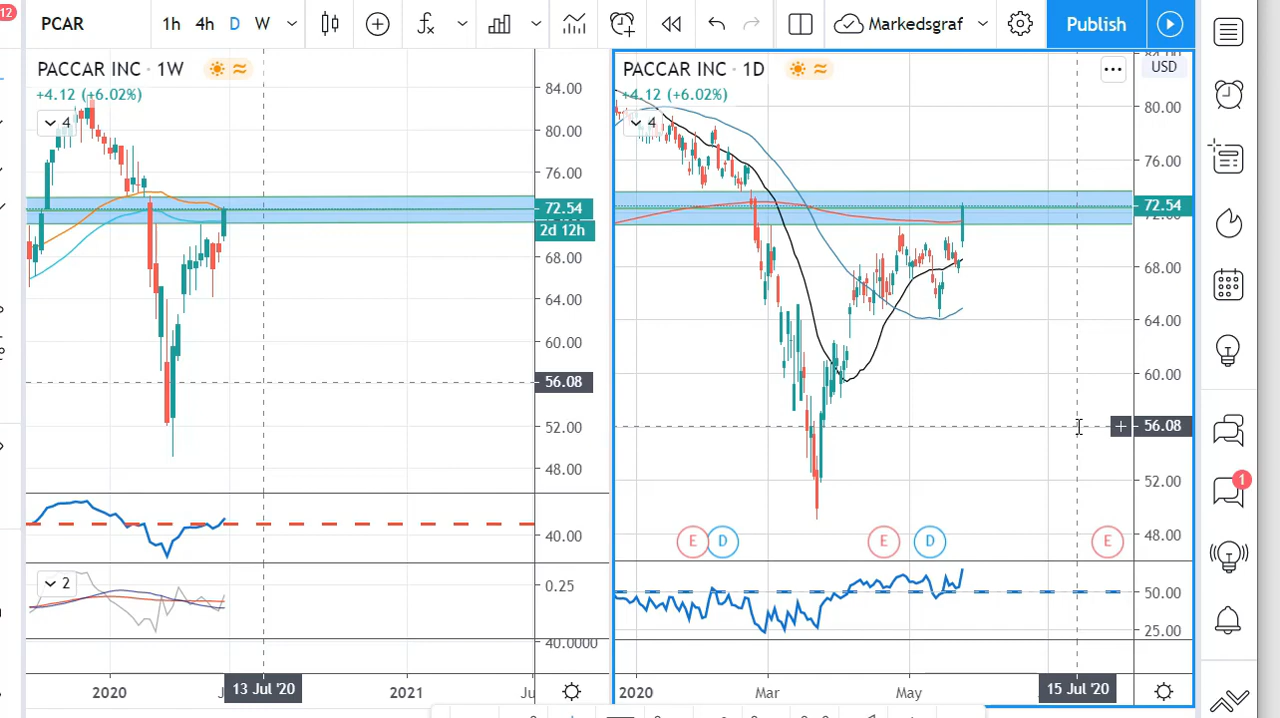 12
PCAR
1h 4h D W
Markedsgraf
Publish
PACCAR INC · 1W
+4.12 (+6.02%)
4
84.00
80.00
76.00
72.54
2d 12h
68.00
64.00
60.00
56.08
52.00
48.00
40.00
2
0.25
40.0000
2020
13 Jul '20
2021
PACCAR INC · 1D
+4.12 (+6.02%)
4
USD
80.00
76.00
72.54
68.00
64.00
60.00
56.08
52.00
48.00
E D E D E
50.00
25.00
2020
Mar
May
15 Jul '20
1